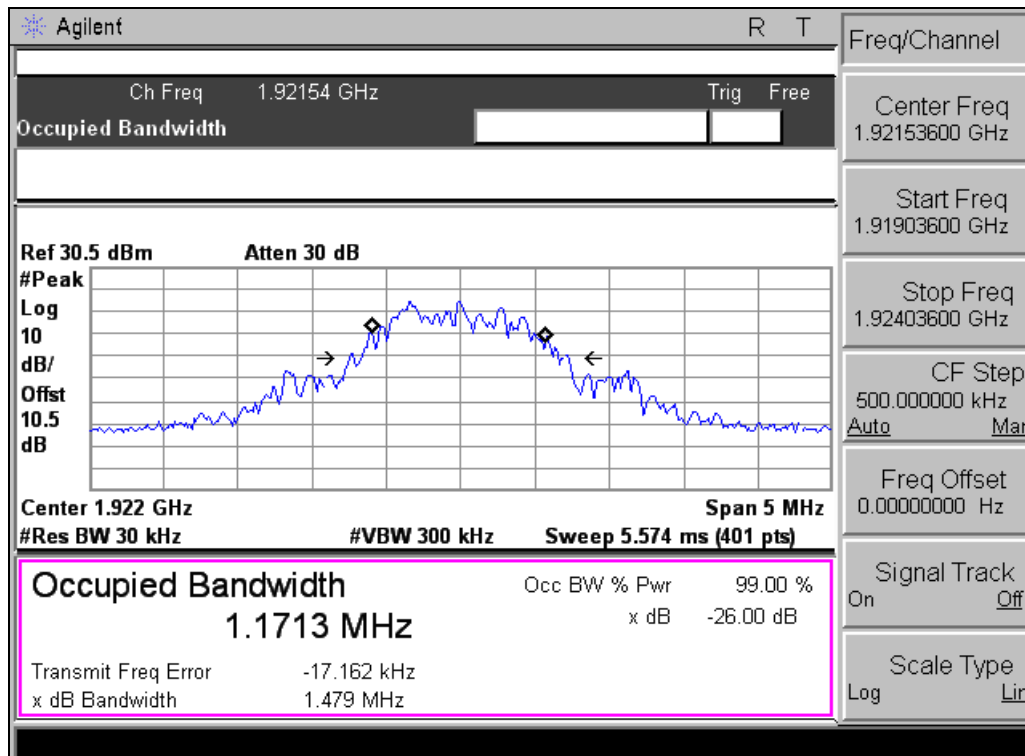 Agilent R T
Freq/Channel
Ch Freq 1.92154 GHz Trig Free
Occupied Bandwidth
Center Freq
1.92153600 GHz
Start Freq
1.91903600 GHz
Stop Freq
1.92403600 GHz
CF Step
500.000000 kHz
Auto Man
Freq Offset
0.00000000 Hz
Signal Track
On Off
Scale Type
Log Lin
Ref 30.5 dBm Atten 30 dB
#Peak
Log
10
dB/
Offst
10.5
dB
Center 1.922 GHz Span 5 MHz
#Res BW 30 kHz #VBW 300 kHz Sweep 5.574 ms (401 pts)
Occupied Bandwidth Occ BW % Pwr 99.00 %
1.1713 MHz x dB -26.00 dB
Transmit Freq Error -17.162 kHz
x dB Bandwidth 1.479 MHz